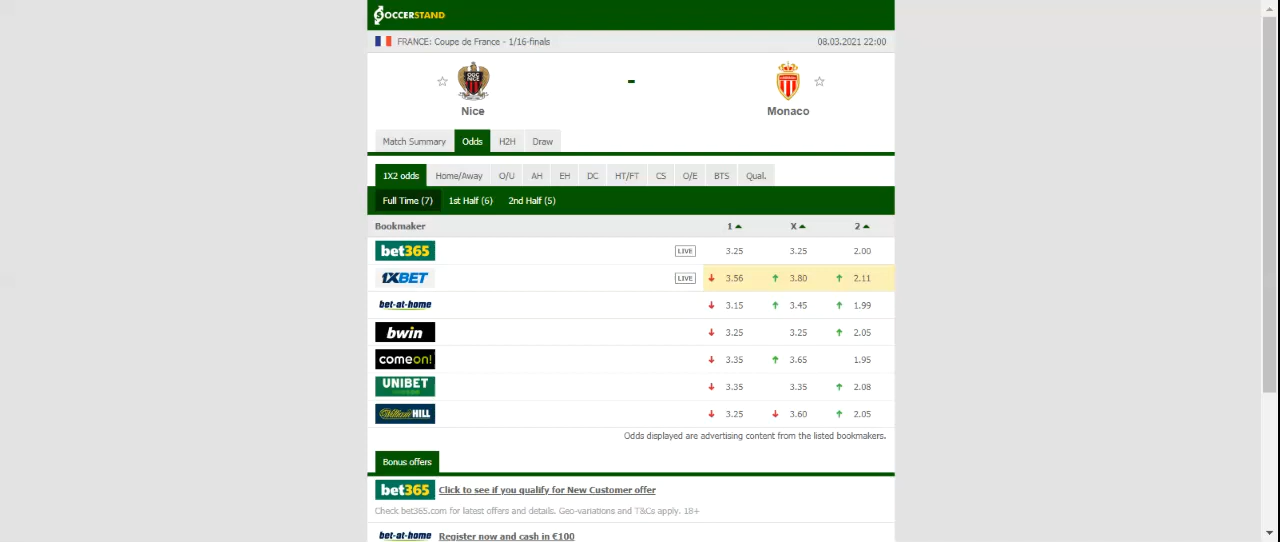 SOCCERSTAND
FRANCE: Coupe de France - 1/16-finals 08.03.2021 22:00
OGC NICE
-
Nice Monaco
Match Summary Odds H2H Draw
1X2 odds Home/Away O/U AH EH DC HT/FT CS O/E BTS Qual.
Full Time (7) 1st Half (6) 2nd Half (5)
Bookmaker 1 X 2
bet365 LIVE 3.25 3.25 2.00
1XBET LIVE 3.56 3.80 2.11
bet-at-home 3.15 3.45 1.99
bwin 3.25 3.25 2.05
comeon! 3.35 3.65 1.95
UNIBET 3.35 3.35 2.08
William HILL 3.25 3.60 2.05
Odds displayed are advertising content from the listed bookmakers.
Bonus offers
bet365 Click to see if you qualify for New Customer offer
Check bet365.com for latest offers and details. Geo-variations and T&Cs apply. 18+
bet-at-home Register now and cash in €100